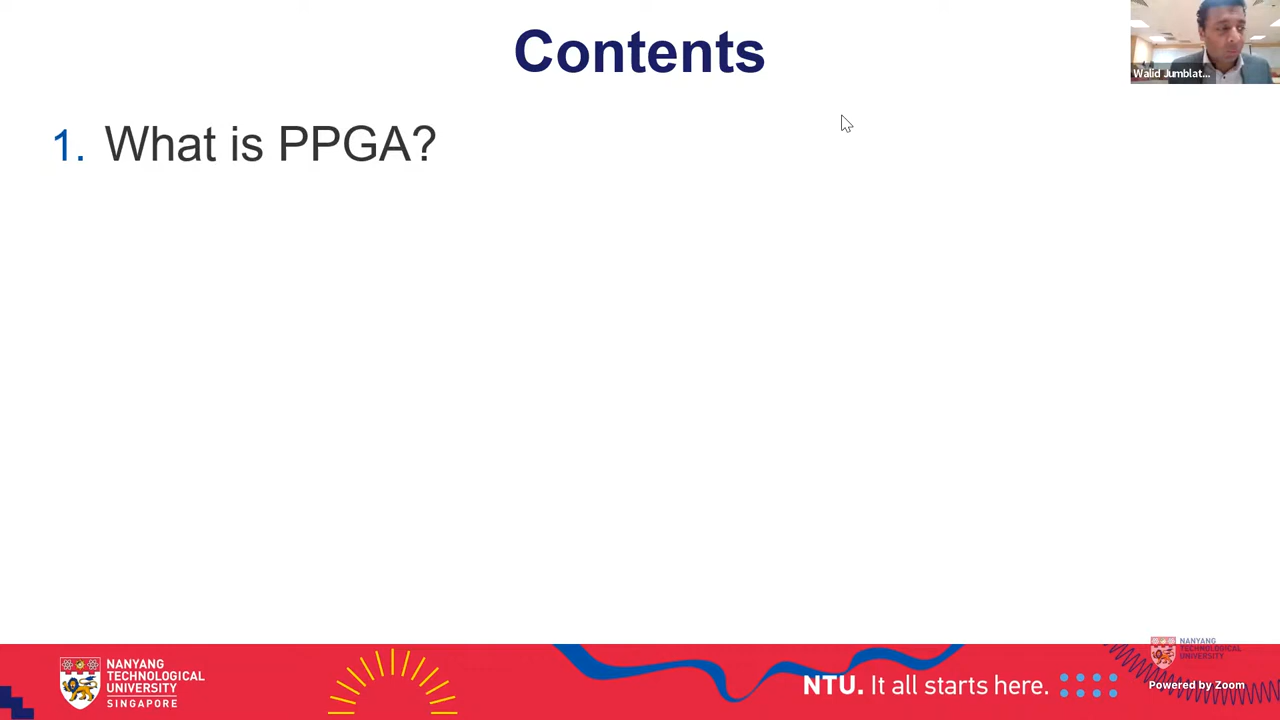 Contents
Walid Jumblat...
1. What is PPGA?
NANYANG
TECHNOLOGICAL
UNIVERSITY
SINGAPORE
NTU. It all starts here.
NANYANG
TECHNOLOGICAL
UNIVERSITY
Powered by Zoom